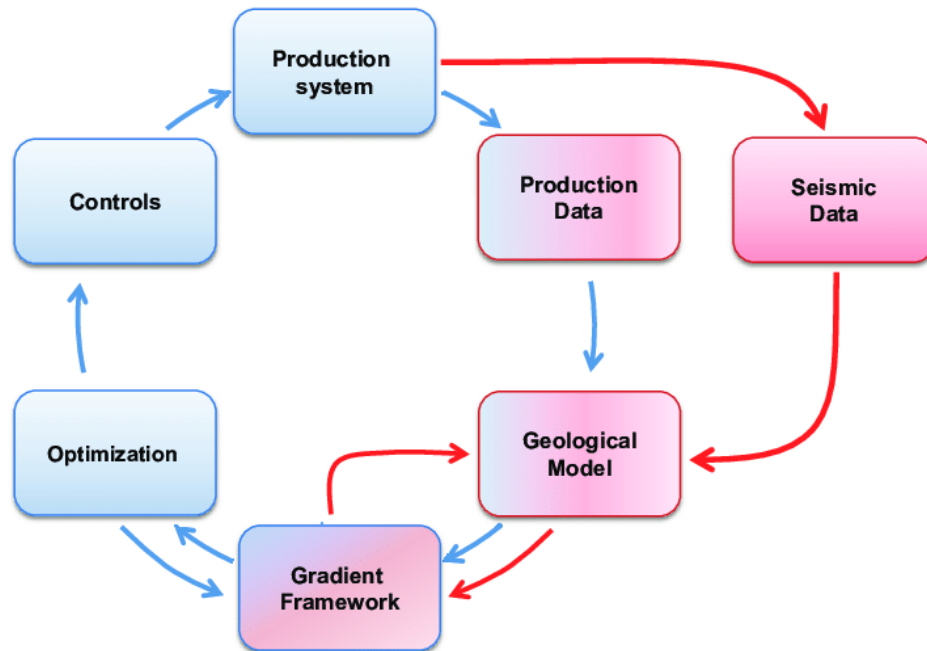 Production
system
Controls
Production
Data
Seismic
Data
Optimization
Geological
Model
Gradient
Framework